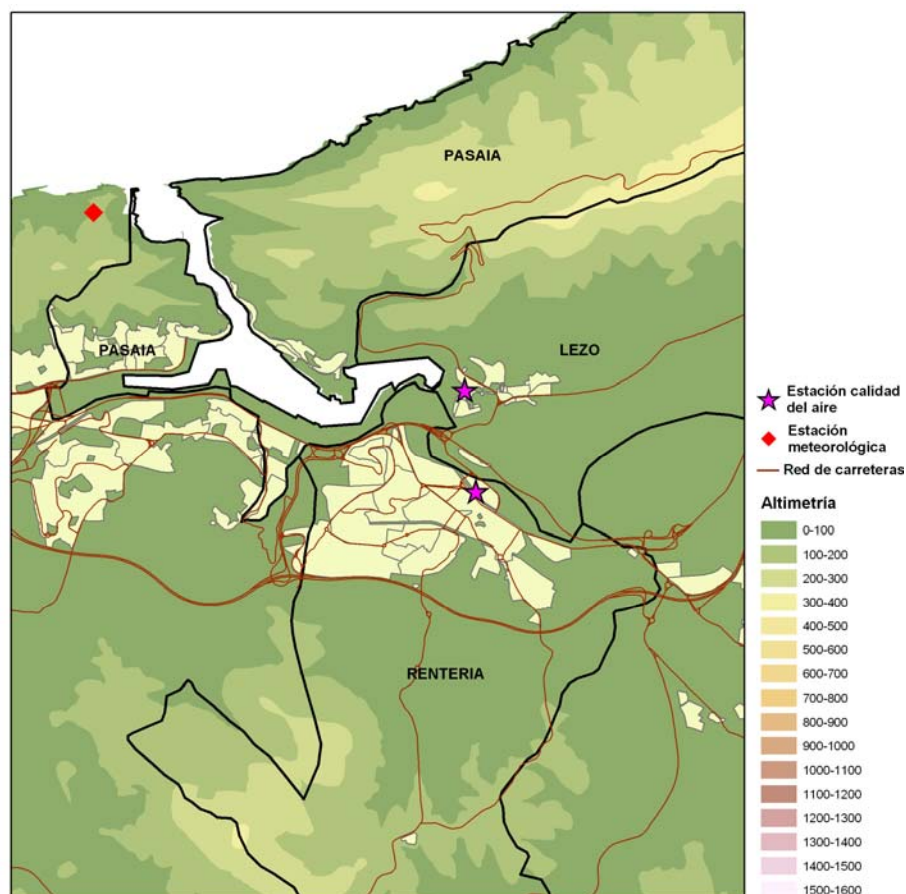 PASAIA
PASAIA
LEZO
RENTERIA
Estación calidad
del aire
Estación
meteorológica
Red de carreteras
Altimetría
0-100
100-200
200-300
300-400
400-500
500-600
600-700
700-800
800-900
900-1000
1000-1100
1100-1200
1200-1300
1300-1400
1400-1500
1500-1600